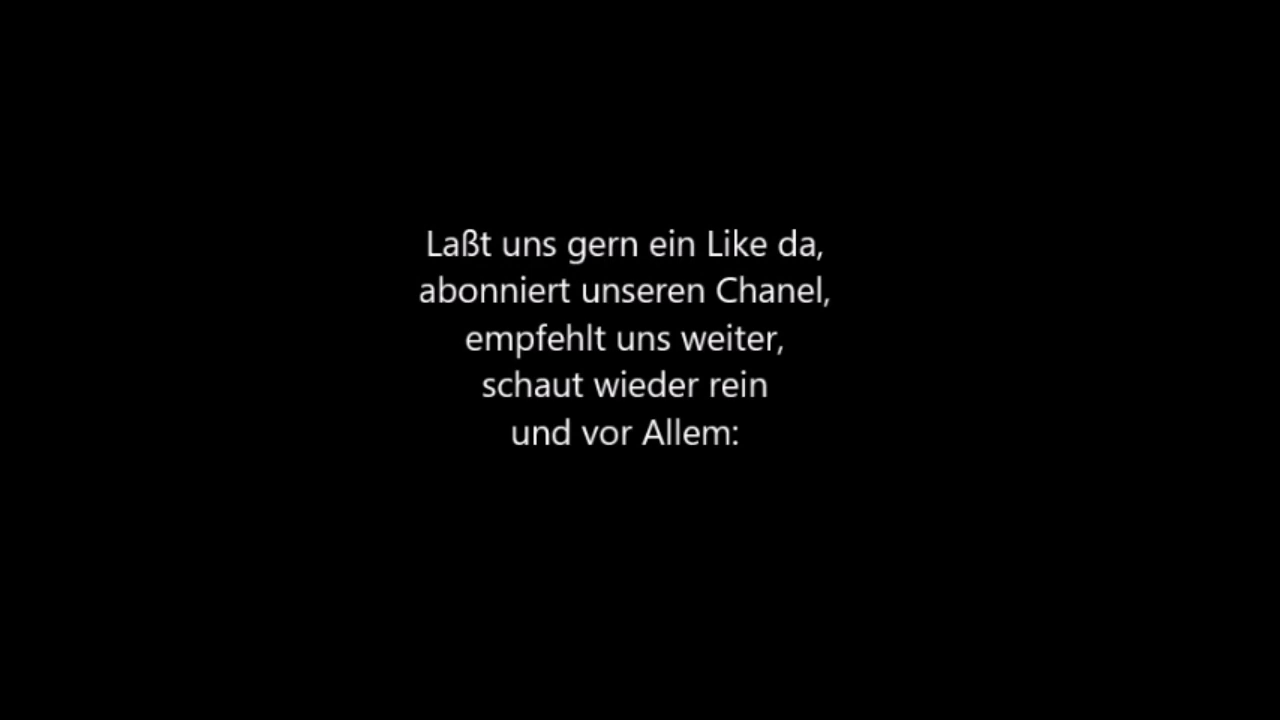 Laßt uns gern ein Like da,
abonniert unseren Chanel,
empfehlt uns weiter,
schaut wieder rein
und vor Allem: